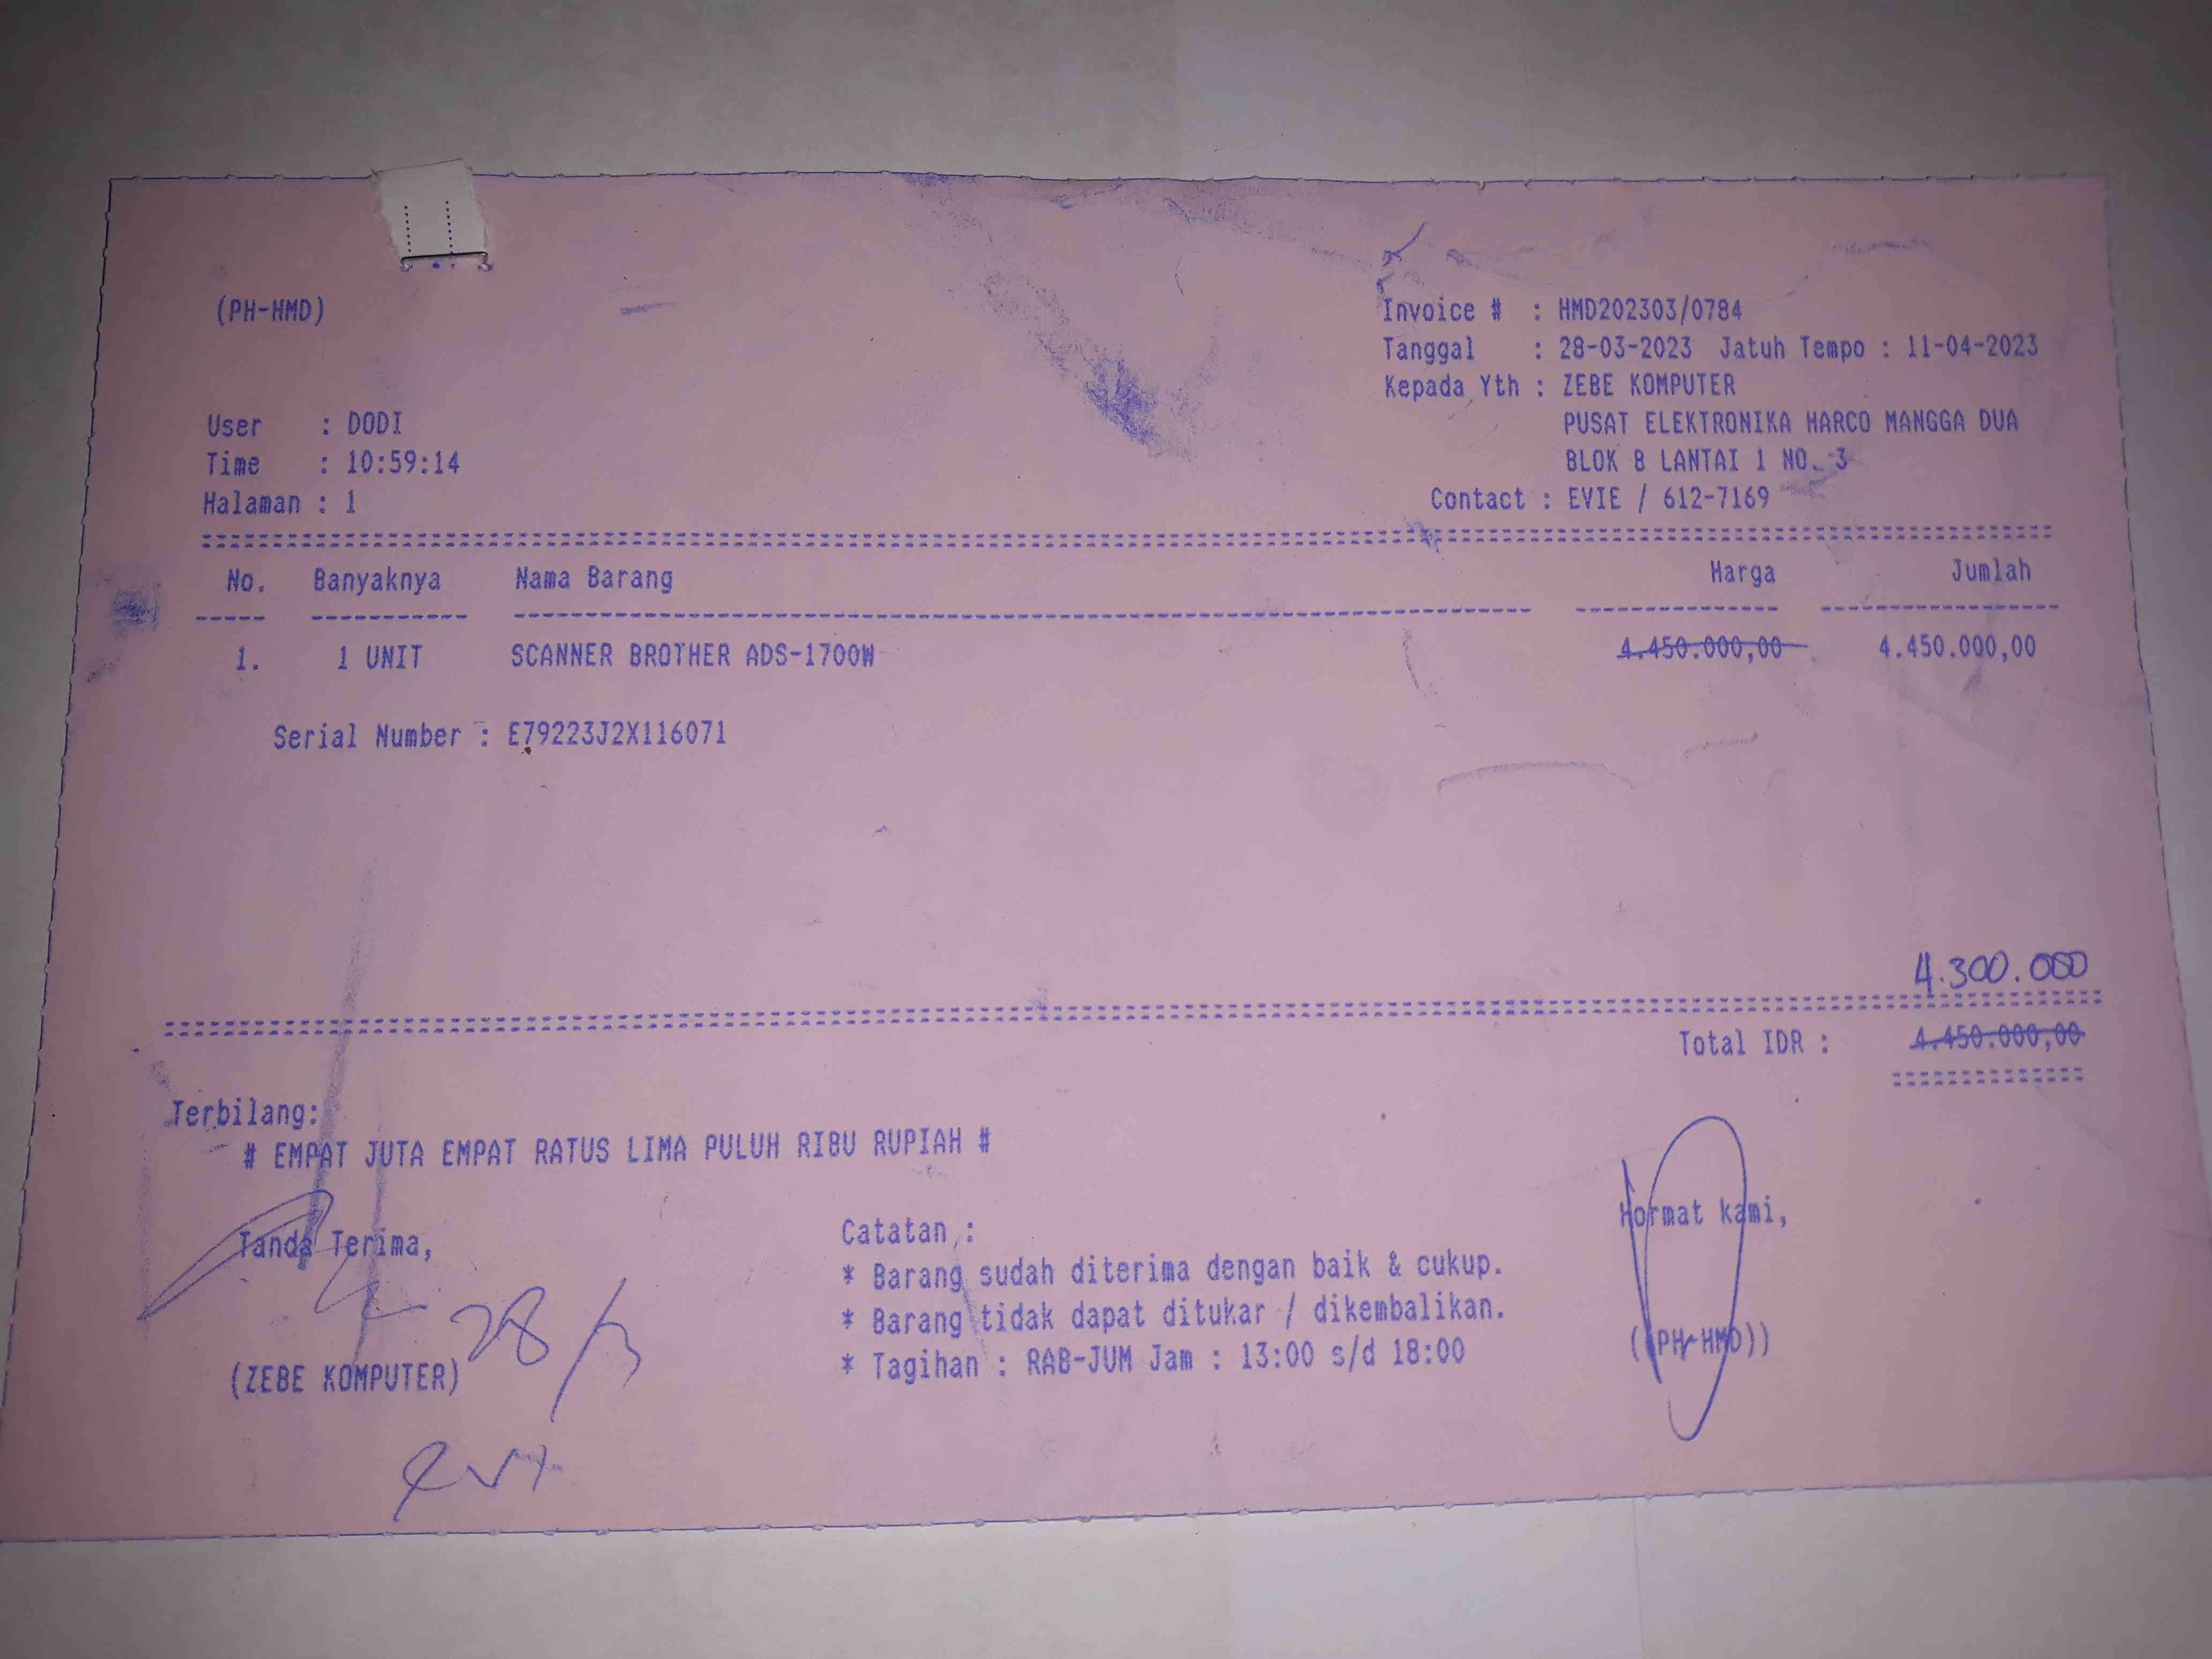 (PH-HMD)
Invoice # : HMD202303/0784
Tanggal : 28-03-2023 Jatuh Tempo : 11-04-2023
Kepada Yth : ZEBE KOMPUTER
PUSAT ELEKTRONIKA HARCO MANGGA DUA
BLOK B LANTAI 1 NO. 3
Contact : EVIE / 612-7169
User : DODI
Time : 10:59:14
Halaman : 1
No. Banyaknya Nama Barang Harga Jumlah
1. 1 UNIT SCANNER BROTHER ADS-1700W 4.450.000,00 4.450.000,00
Serial Number : E79223J2X116071
4.300.000
Total IDR : 4.450.000,00
Terbilang:
# EMPAT JUTA EMPAT RATUS LIMA PULUH RIBU RUPIAH #
Tanda Terima,
28/3
(ZEBE KOMPUTER)
Catatan :
* Barang sudah diterima dengan baik & cukup.
* Barang tidak dapat ditukar / dikembalikan.
* Tagihan : RAB-JUM Jam : 13:00 s/d 18:00
Hormat kami,
((PH-HMD))